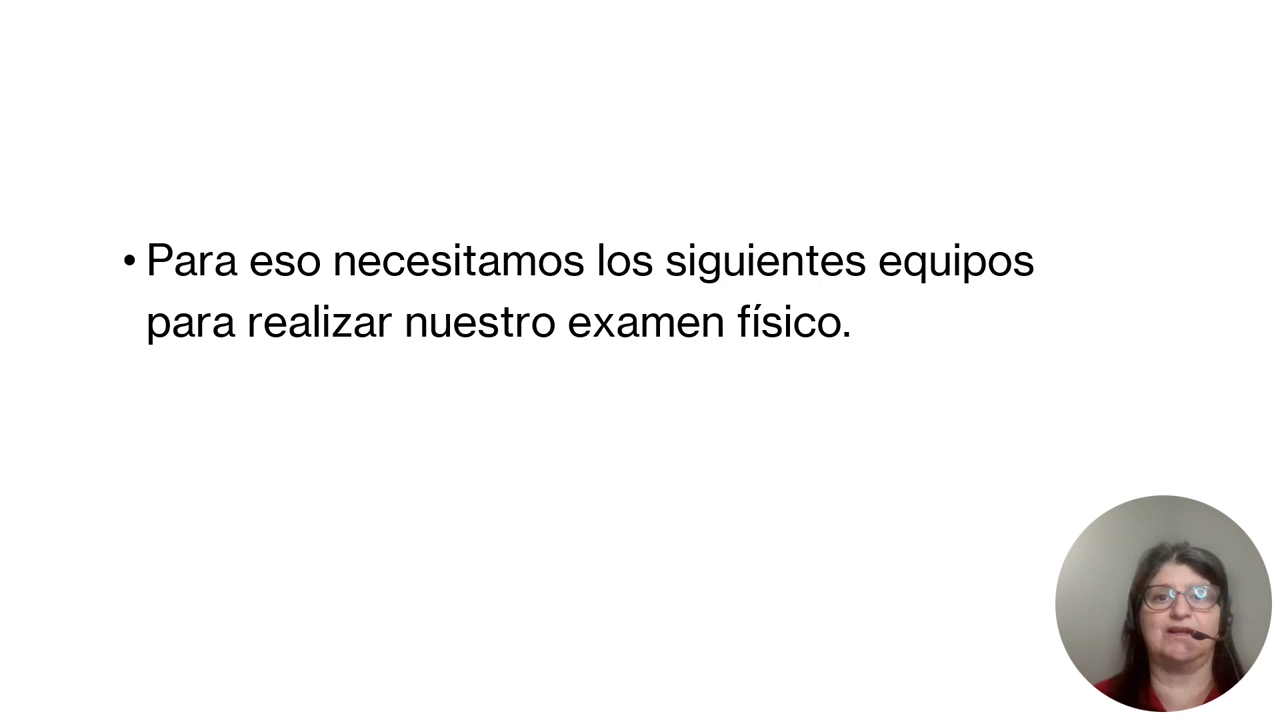 • Para eso necesitamos los siguientes equipos
para realizar nuestro examen físico.